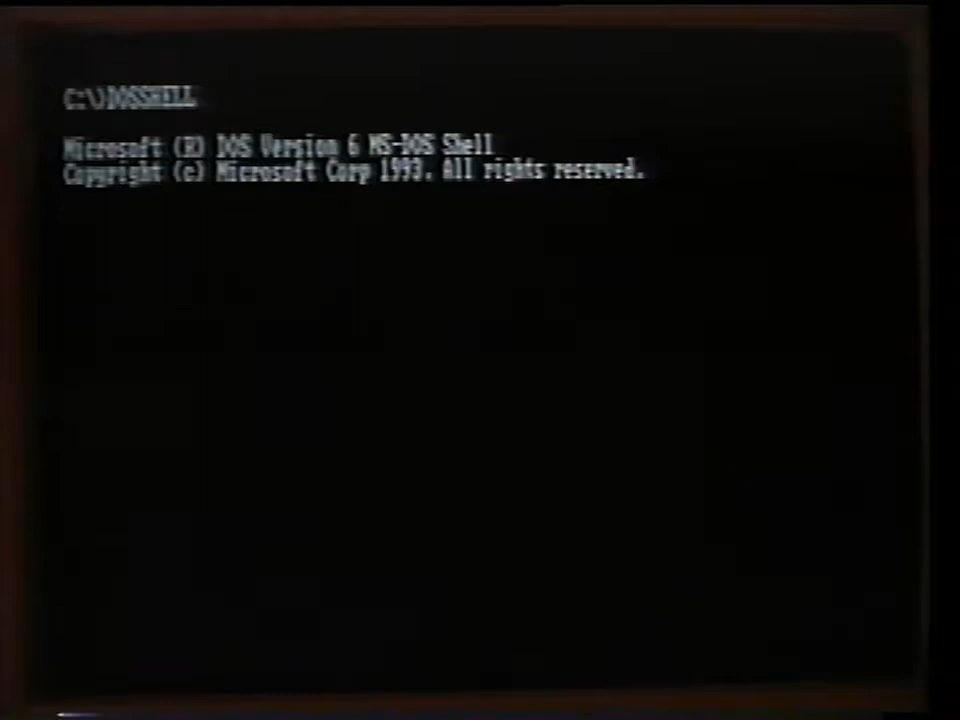 C:\>DOSSHELL
Microsoft (R) DOS Version 6 MS-DOS Shell
Copyright (c) Microsoft Corp 1993. All rights reserved.